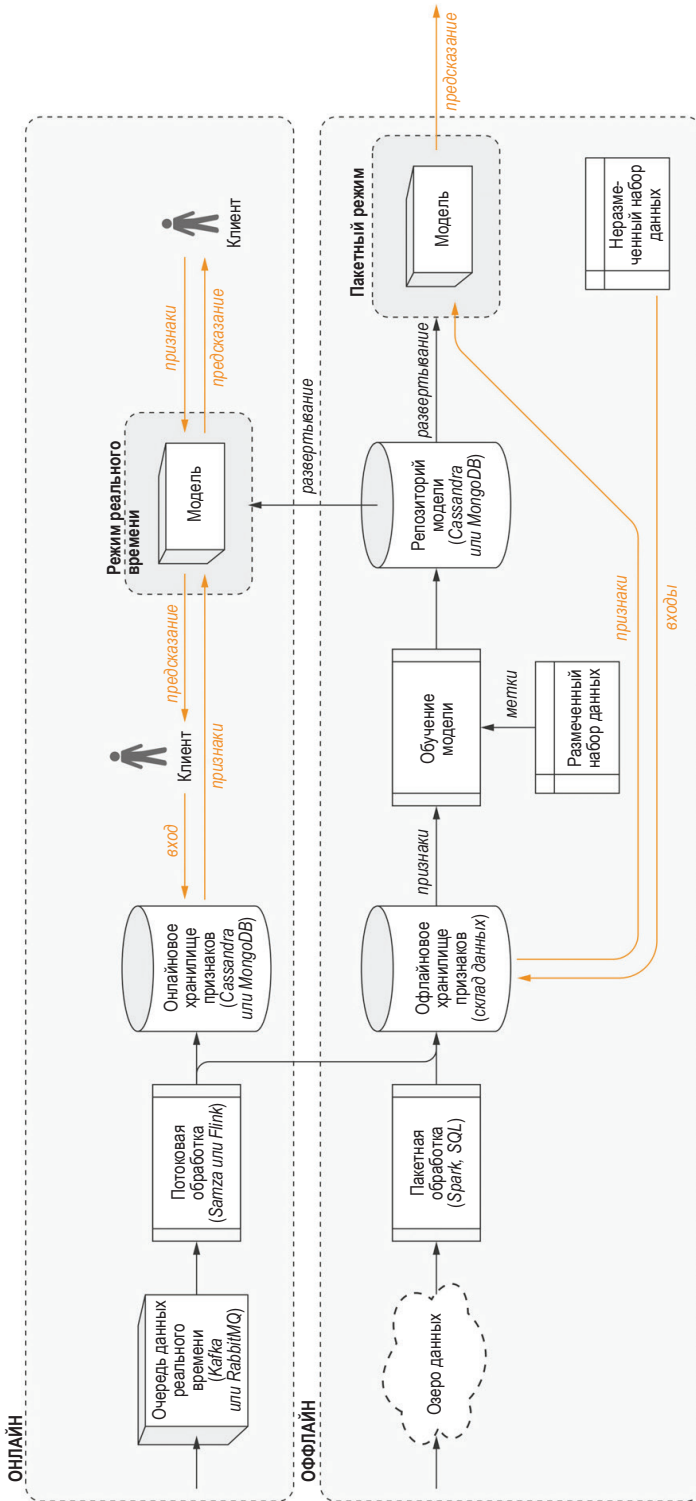 ОНЛАЙН
Очередь данных
реального
времени
(Kafka
или RabbitMQ)
Потоковая
обработка
(Samza или Flink)
Онлайновое
хранилище
признаков
(Cassandra
или MongoDB)
вход
Клиент
признаки
предсказание
Режим реального
времени
Модель
признаки
предсказание
Клиент
развертывание
ОФФЛАЙН
Озеро данных
Пакетная
обработка
(Spark, SQL)
Офлайновое
хранилище
признаков
(склад данных)
признаки
Обучение
модели
метки
Размеченный
набор данных
Репозиторий
модели
(Cassandra
или MongoDB)
развертывание
Пакетный режим
Модель
предсказание
признаки
входы
Неразме-
ченный набор
данных